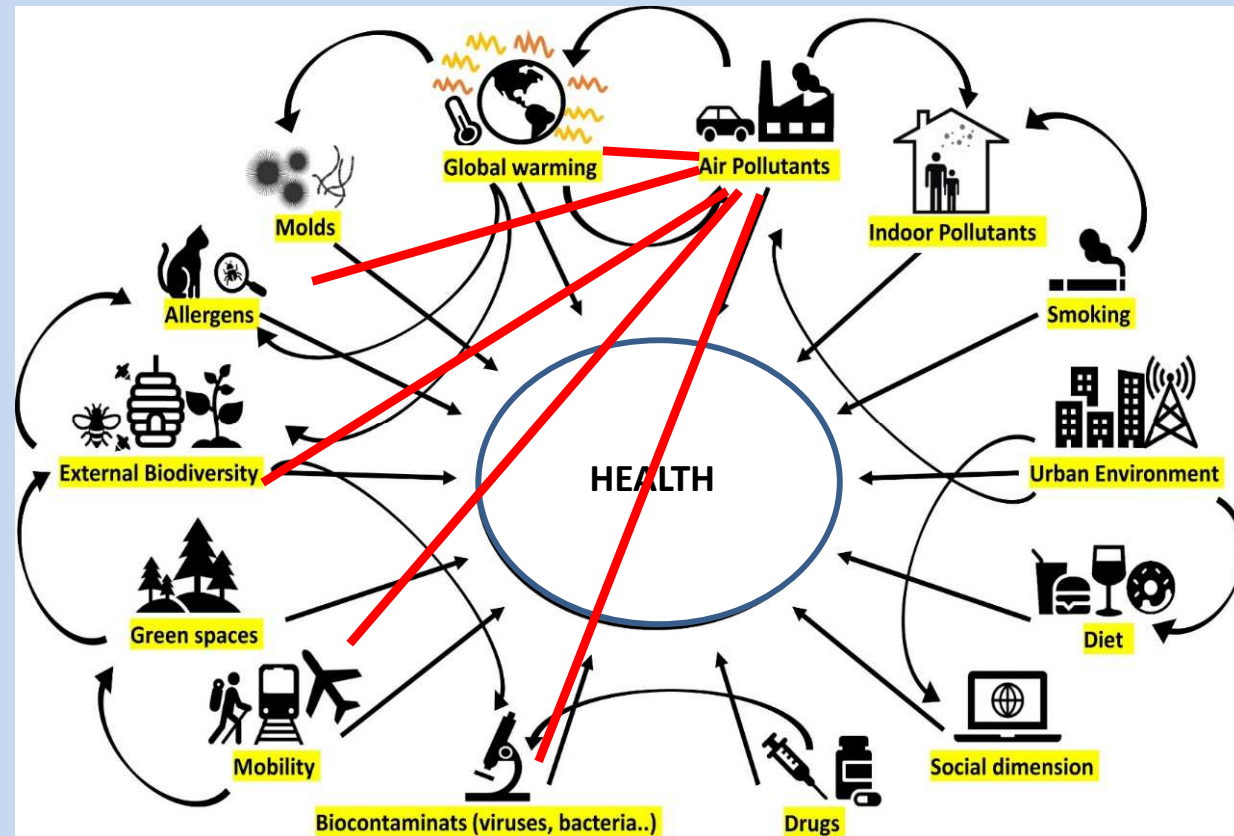 Global warming
Air Pollutants
Molds
Indoor Pollutants
Allergens
Smoking
External Biodiversity
HEALTH
Urban Environment
Green spaces
Diet
Mobility
Social dimension
Biocontaminats (viruses, bacteria..)
Drugs